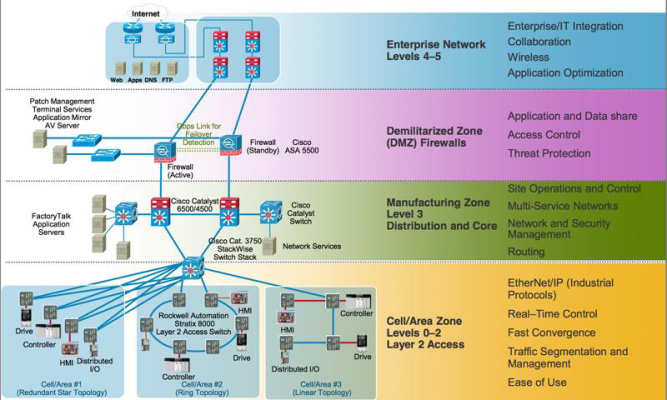 Internet
Web Apps DNS FTP
Enterprise Network
Levels 4–5
Enterprise/IT Integration
Collaboration
Wireless
Application Optimization
Patch Management
Terminal Services
Application Mirror
AV Server
Gbps Link for
Failover
Detection
Firewall
(Active)
Firewall
(Standby)
Cisco
ASA 5500
Demilitarized Zone
(DMZ) Firewalls
Application and Data share
Access Control
Threat Protection
FactoryTalk
Application
Servers
Cisco Catalyst
6500/4500
Cisco
Catalyst
Switch
Network Services
Cisco Cat. 3750
StackWise
Switch Stack
Manufacturing Zone
Level 3
Distribution and Core
Site Operations and Control
Multi-Service Networks
Network and Security
Management
Routing
Drive
Controller
HMI
Distributed
I/O
Cell/Area #1
(Redundant Star Topology)
Rockwell Automation
Stratix 8000
Layer 2 Access Switch
HMI
Drive
Controller
Cell/Area #2
(Ring Topology)
HMI
Controller
Distributed I/O
Drive
Cell/Area #3
(Linear Topology)
Cell/Area Zone
Levels 0–2
Layer 2 Access
EtherNet/IP (Industrial
Protocols)
Real–Time Control
Fast Convergence
Traffic Segmentation and
Management
Ease of Use